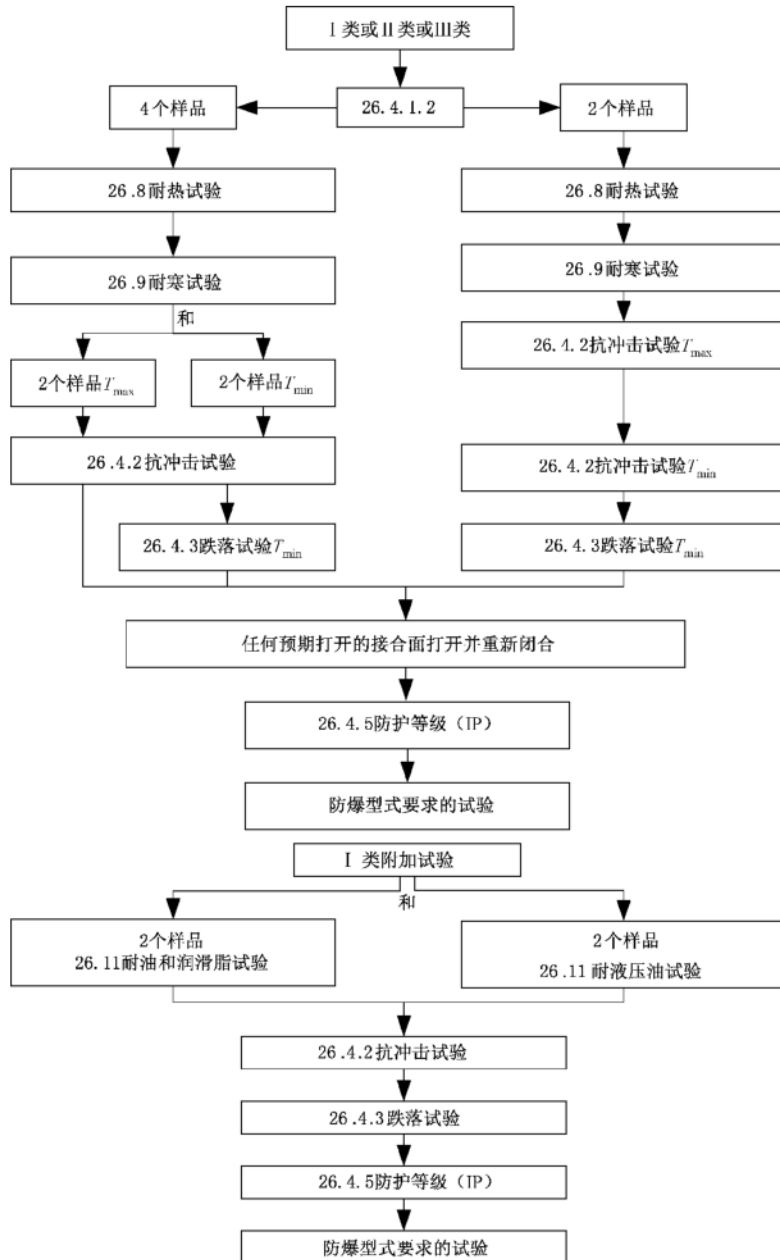 Ⅰ类或Ⅱ类或Ⅲ类
4个样品
26.4.1.2
2个样品
26.8耐热试验
26.8耐热试验
26.9耐寒试验
26.9耐寒试验
和
26.4.2抗冲击试验Tmax
2个样品Tmax
2个样品Tmin
26.4.2抗冲击试验
26.4.2抗冲击试验Tmin
26.4.3跌落试验Tmin
26.4.3跌落试验Tmin
任何预期打开的接合面打开并重新闭合
26.4.5防护等级（IP）
防爆型式要求的试验
Ⅰ 类附加试验
和
2个样品
26.11耐油和润滑脂试验
2个样品
26.11耐液压油试验
26.4.2抗冲击试验
26.4.3跌落试验
26.4.5防护等级（IP）
防爆型式要求的试验